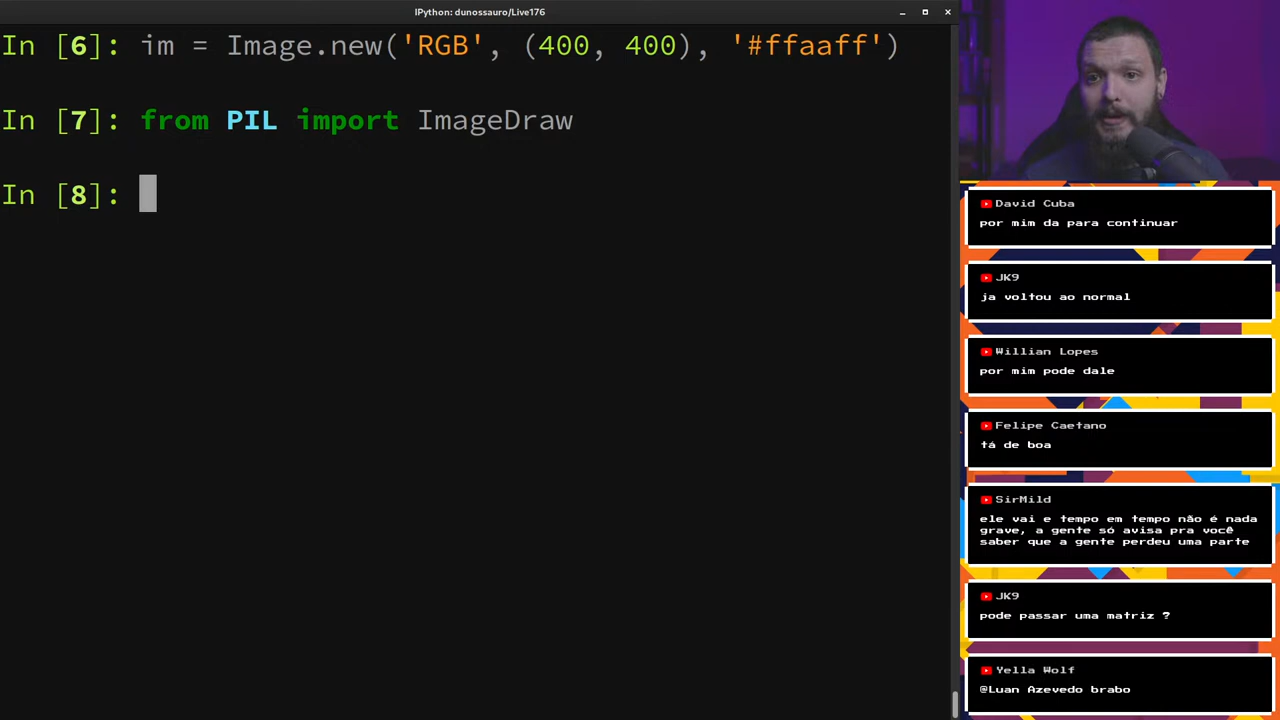 IPython: dunossauro/Live176
In [6]: im = Image.new('RGB', (400, 400), '#ffaaff')
In [7]: from PIL import ImageDraw
In [8]:
David Cuba
por mim da para continuar
JK9
ja voltou ao normal
Willian Lopes
por mim pode dale
Felipe Caetano
tá de boa
SirMild
ele vai e tempo em tempo não é nada
grave, a gente só avisa pra você
saber que a gente perdeu uma parte
JK9
pode passar uma matriz ?
Yella Wolf
@Luan Azevedo brabo